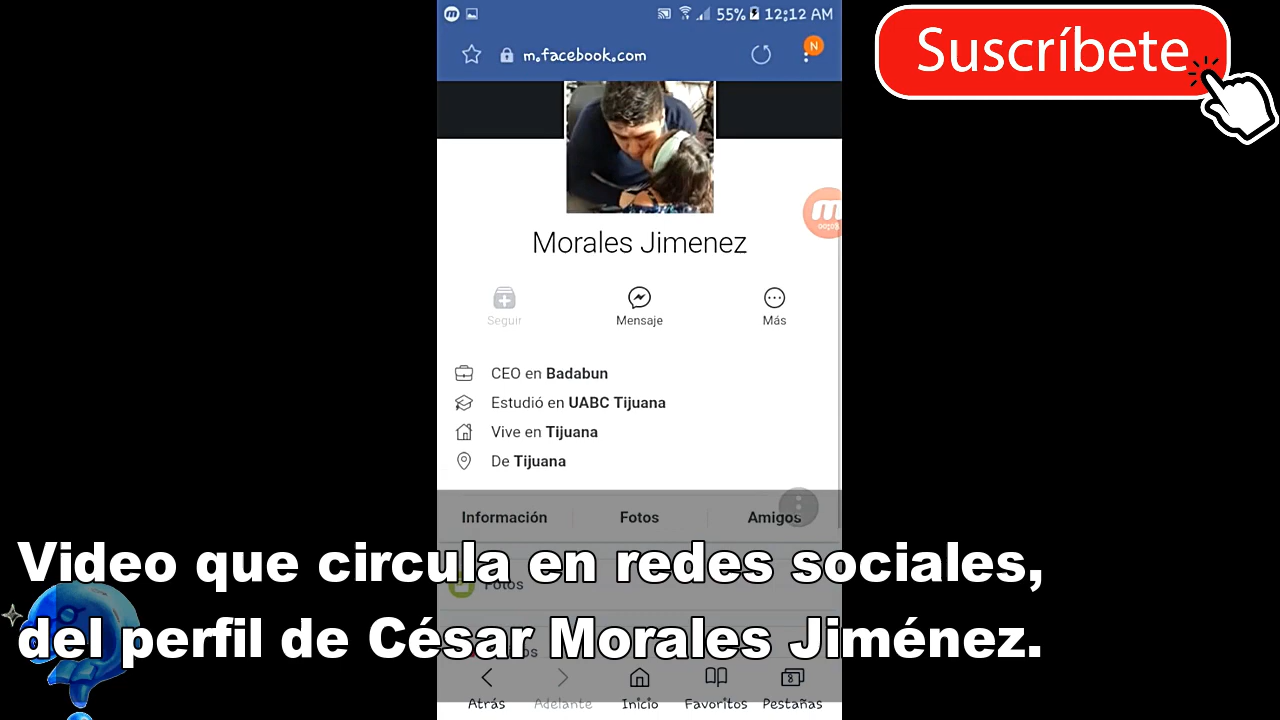 55% 12:12 AM
m.facebook.com
N
Suscríbete
Morales Jimenez
Seguir
Mensaje
Más
CEO en Badabun
Estudió en UABC Tijuana
Vive en Tijuana
De Tijuana
Información
Fotos
Amigos
Fotos
Video que circula en redes sociales,
del perfil de César Morales Jiménez.
Atrás
Adelante
Inicio
Favoritos
8
Pestañas